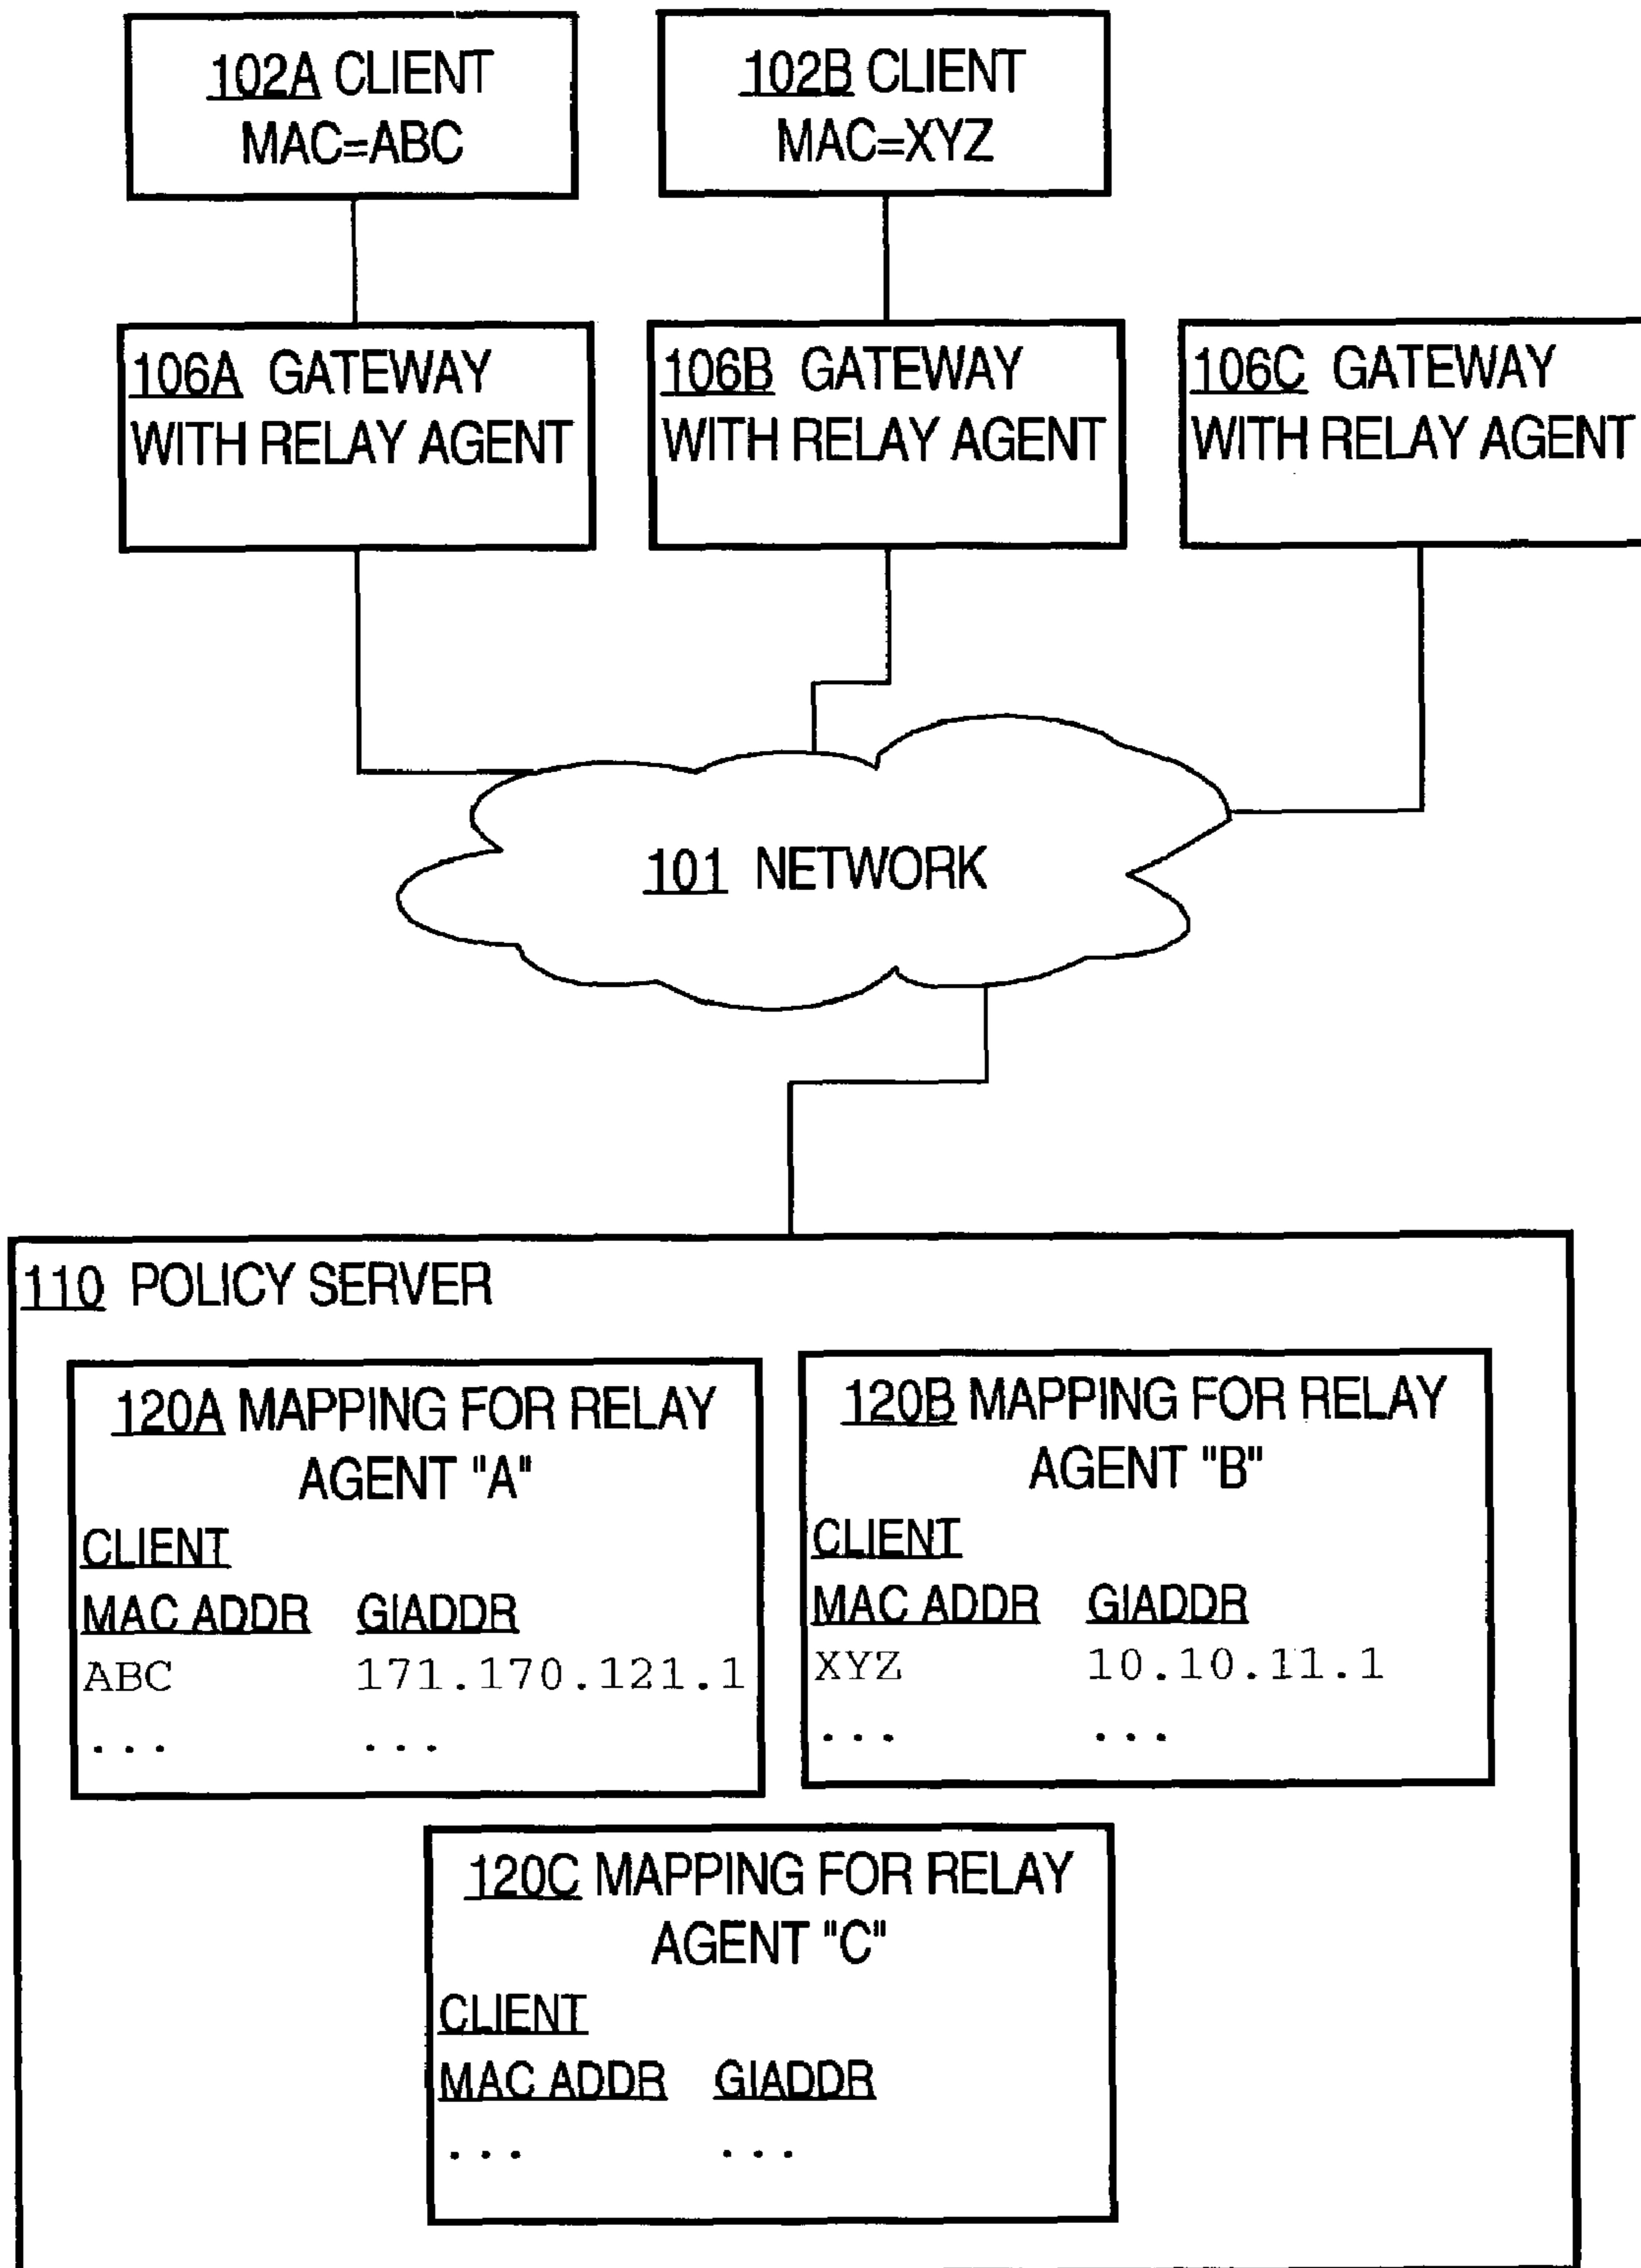 102A CLIENT
MAC=ABC
102B CLIENT
MAC=XYZ
106A GATEWAY
WITH RELAY AGENT
106B GATEWAY
WITH RELAY AGENT
106C GATEWAY
WITH RELAY AGENT
101 NETWORK
110 POLICY SERVER
120A MAPPING FOR RELAY
AGENT "A"
CLIENT
MAC ADDR GIADDR
ABC 171.170.121.1
... ...
120B MAPPING FOR RELAY
AGENT "B"
CLIENT
MAC ADDR GIADDR
XYZ 10.10.11.1
... ...
120C MAPPING FOR RELAY
AGENT "C"
CLIENT
MAC ADDR GIADDR
... ...